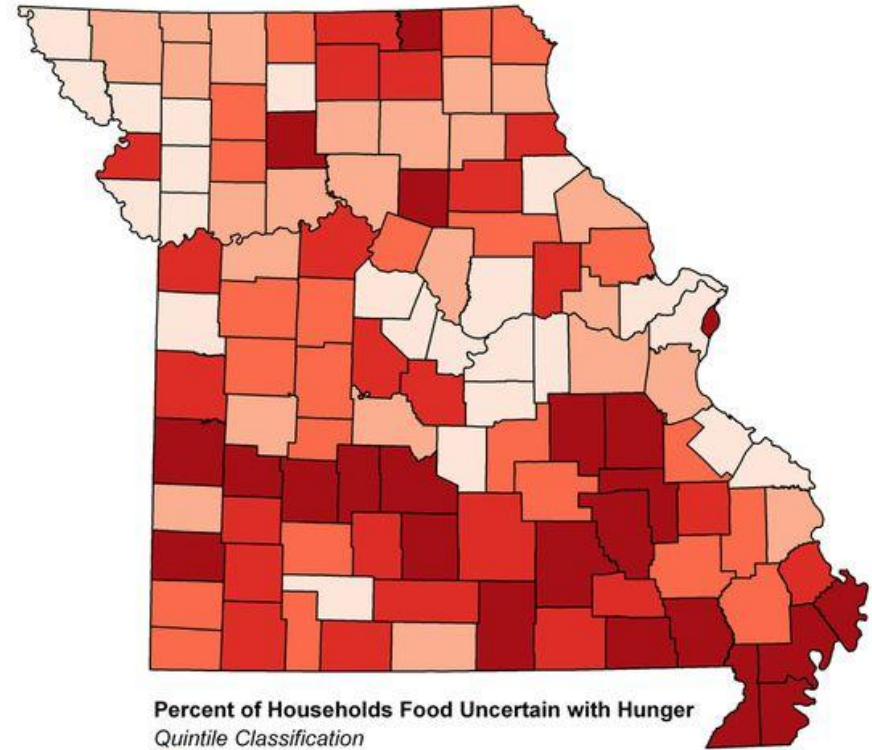 Percent of Households Food Uncertain with Hunger
Quintile Classification